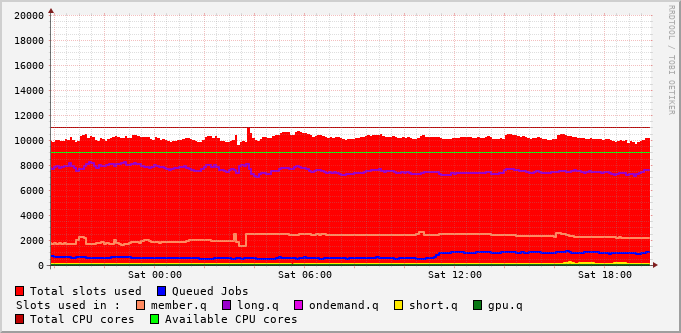 20000
18000
16000
14000
12000
10000
8000
6000
4000
2000
0
Sat 00:00 Sat 06:00 Sat 12:00 Sat 18:00
RRDTOOL / TOBI OETIKER
Total slots used Queued Jobs
Slots used in : member.q long.q ondemand.q short.q gpu.q
Total CPU cores Available CPU cores